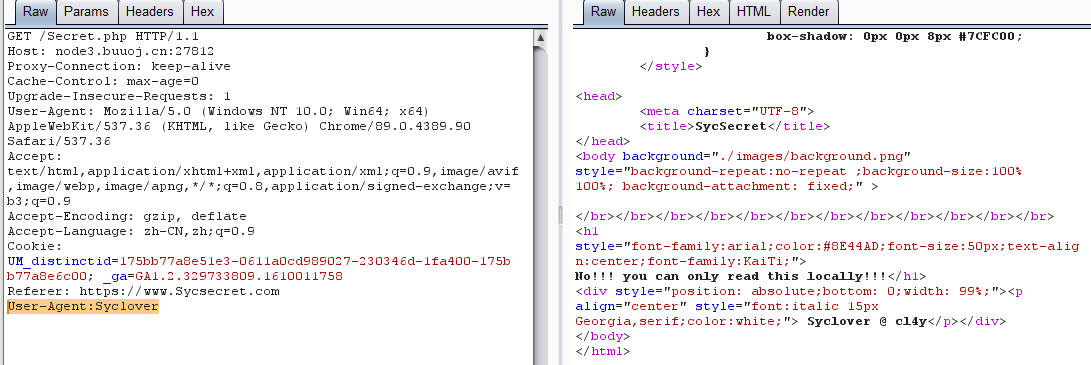 Raw Params Headers Hex
GET /Secret.php HTTP/1.1
Host: node3.buuoj.cn:27812
Proxy-Connection: keep-alive
Cache-Control: max-age=0
Upgrade-Insecure-Requests: 1
User-Agent: Mozilla/5.0 (Windows NT 10.0; Win64; x64)
AppleWebKit/537.36 (KHTML, like Gecko) Chrome/89.0.4389.90
Safari/537.36
Accept:
text/html,application/xhtml+xml,application/xml;q=0.9,image/avif
,image/webp,image/apng,*/*;q=0.8,application/signed-exchange;v=
b3;q=0.9
Accept-Encoding: gzip, deflate
Accept-Language: zh-CN,zh;q=0.9
Cookie:
UM_distinctid=175bb77a8e51e3-0611a0cd989027-230346d-1fa400-175b
b77a8e6c00; _ga=GA1.2.329733809.1610011758
Referer: https://www.Sycsecret.com
User-Agent:Syclover
Raw Headers Hex HTML Render
box-shadow: 0px 0px 8px #7CFC00;
}
</style>
<head>
<meta charset="UTF-8">
<title>SycSecret</title>
</head>
<body background="./images/background.png"
style="background-repeat:no-repeat ;background-size:100%
100%; background-attachment: fixed;" >
</br></br></br></br></br></br></br></br></br></br></br></br>
<h1
style="font-family:arial;color:#8E44AD;font-size:50px;text-alig
n:center;font-family:KaiTi;">
No!!! you can only read this locally!!!</h1>
<div style="position: absolute;bottom: 0;width: 99%;"><p
align="center" style="font:italic 15px
Georgia,serif;color:white;"> Syclover @ cl4y</p></div>
</body>
</html>